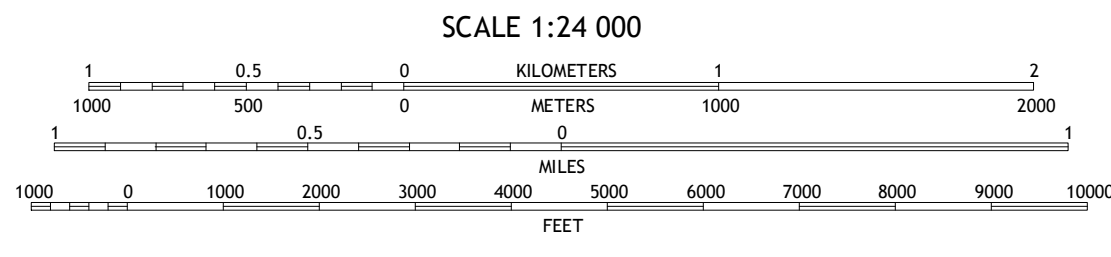 SCALE 1:24 000
1 0.5 0 KILOMETERS 1 2
1000 500 0 METERS 1000 2000
1 0.5 0 1
MILES
1000 0 1000 2000 3000 4000 5000 6000 7000 8000 9000 10000
FEET